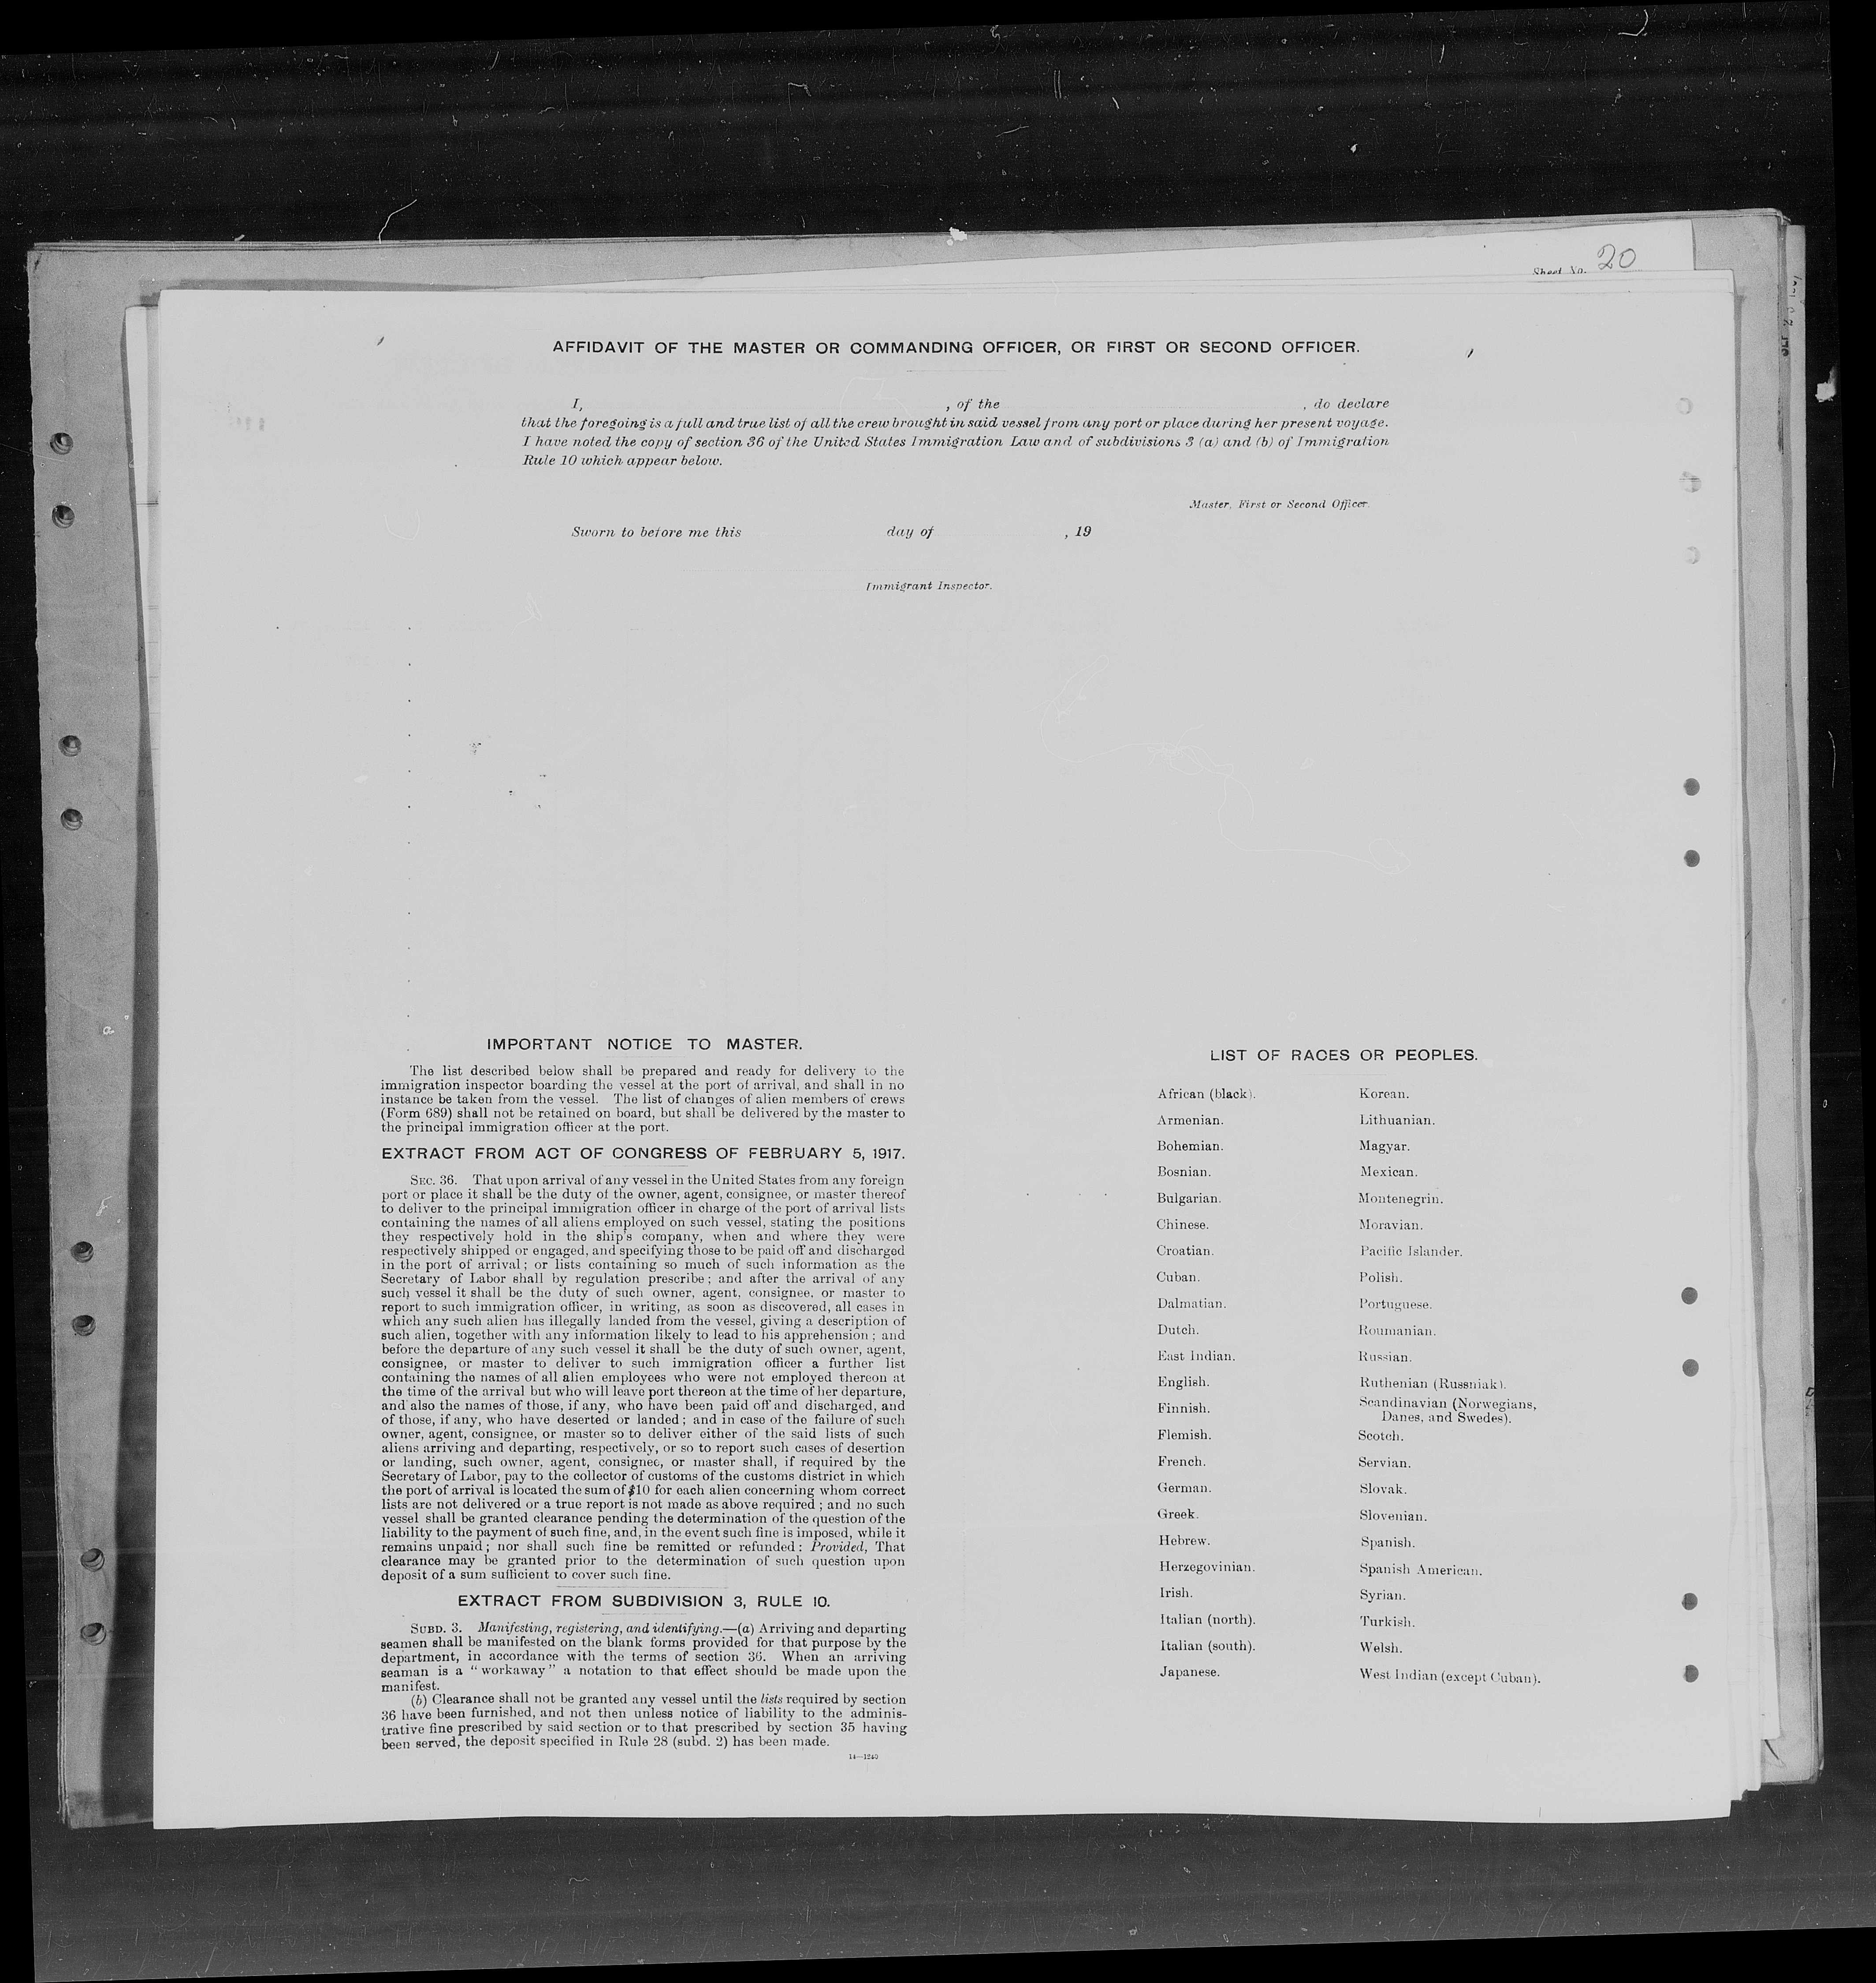 Sheet No. 20
AFFIDAVIT OF THE MASTER OR COMMANDING OFFICER, OR FIRST OR SECOND OFFICER.
I, , of the , do declare
that the foregoing is a full and true list of all the crew brought in said vessel from any port or place during her present voyage.
I have noted the copy of section 36 of the United States Immigration Law and of subdivisions 3 (a) and (b) of Immigration
Rule 10 which appear below.
Master, First or Second Officer.
Sworn to before me this day of , 19
Immigrant Inspector.
IMPORTANT NOTICE TO MASTER.
The list described below shall be prepared and ready for delivery to the
immigration inspector boarding the vessel at the port of arrival, and shall in no
instance be taken from the vessel. The list of changes of alien members of crews
(Form 689) shall not be retained on board, but shall be delivered by the master to
the principal immigration officer at the port.
EXTRACT FROM ACT OF CONGRESS OF FEBRUARY 5, 1917.
SEC. 36. That upon arrival of any vessel in the United States from any foreign
port or place it shall be the duty of the owner, agent, consignee, or master thereof
to deliver to the principal immigration officer in charge of the port of arrival lists
containing the names of all aliens employed on such vessel, stating the positions
they respectively hold in the ship's company, when and where they were
respectively shipped or engaged, and specifying those to be paid off and discharged
in the port of arrival; or lists containing so much of such information as the
Secretary of Labor shall by regulation prescribe; and after the arrival of any
such vessel it shall be the duty of such owner, agent, consignee, or master to
report to such immigration officer, in writing, as soon as discovered, all cases in
which any such alien has illegally landed from the vessel, giving a description of
such alien, together with any information likely to lead to his apprehension; and
before the departure of any such vessel it shall be the duty of such owner, agent,
consignee, or master to deliver to such immigration officer a further list
containing the names of all alien employees who were not employed thereon at
the time of the arrival but who will leave port thereon at the time of her departure,
and also the names of those, if any, who have been paid off and discharged, and
of those, if any, who have deserted or landed; and in case of the failure of such
owner, agent, consignee, or master so to deliver either of the said lists of such
aliens arriving and departing, respectively, or so to report such cases of desertion
or landing, such owner, agent, consignee, or master shall, if required by the
Secretary of Labor, pay to the collector of customs of the customs district in which
the port of arrival is located the sum of $10 for each alien concerning whom correct
lists are not delivered or a true report is not made as above required; and no such
vessel shall be granted clearance pending the determination of the question of the
liability to the payment of such fine, and, in the event such fine is imposed, while it
remains unpaid; nor shall such fine be remitted or refunded: Provided, That
clearance may be granted prior to the determination of such question upon
deposit of a sum sufficient to cover such fine.
EXTRACT FROM SUBDIVISION 3, RULE 10.
SUBD. 3. Manifesting, registering, and identifying.—(a) Arriving and departing
seamen shall be manifested on the blank forms provided for that purpose by the
department, in accordance with the terms of section 36. When an arriving
seaman is a "workaway" a notation to that effect should be made upon the
manifest.
(b) Clearance shall not be granted any vessel until the lists required by section
36 have been furnished, and not then unless notice of liability to the adminis-
trative fine prescribed by said section or to that prescribed by section 35 having
been served, the deposit specified in Rule 28 (subd. 2) has been made.
14—1240
LIST OF RACES OR PEOPLES.
African (black).
Armenian.
Bohemian.
Bosnian.
Bulgarian.
Chinese.
Croatian.
Cuban.
Dalmatian.
Dutch.
East Indian.
English.
Finnish.
Flemish.
French.
German.
Greek.
Hebrew.
Herzegovinian.
Irish.
Italian (north).
Italian (south).
Japanese.
Korean.
Lithuanian.
Magyar.
Mexican.
Montenegrin.
Moravian.
Pacific Islander.
Polish.
Portuguese.
Roumanian.
Russian.
Ruthenian (Russniak).
Scandinavian (Norwegians,
Danes, and Swedes).
Scotch.
Servian.
Slovak.
Slovenian.
Spanish.
Spanish American.
Syrian.
Turkish.
Welsh.
West Indian (except Cuban).